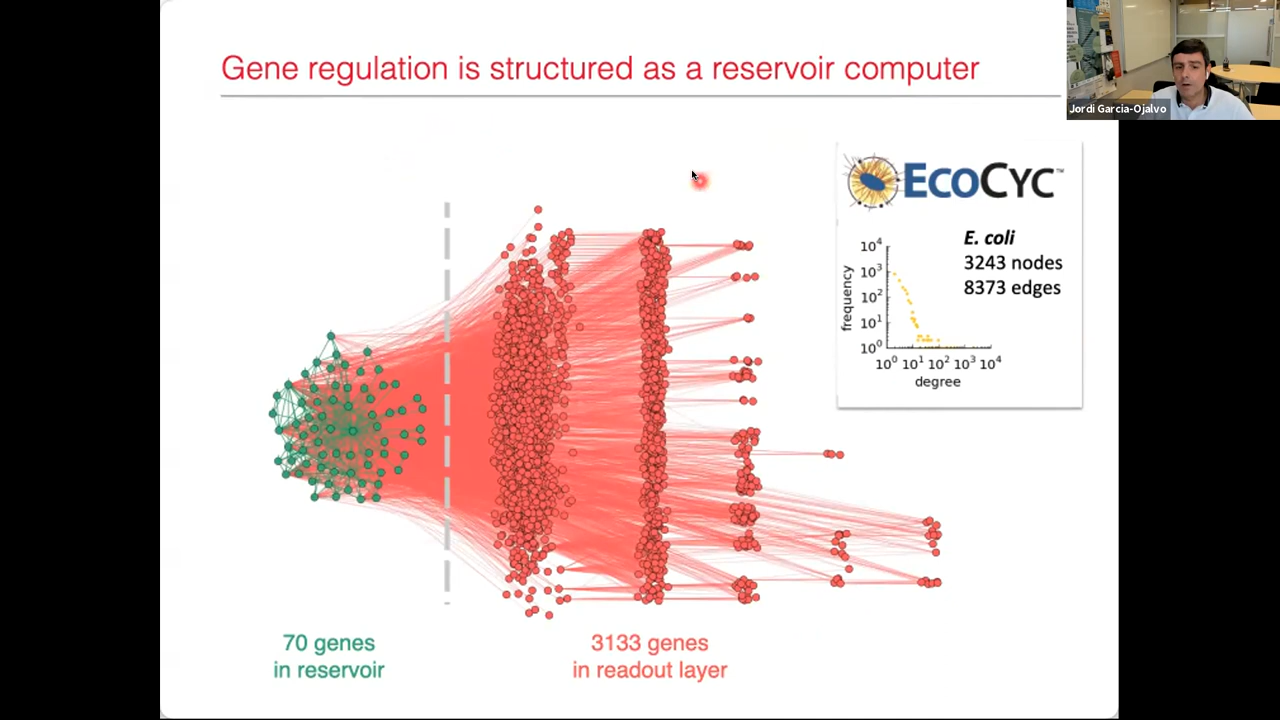 Gene regulation is structured as a reservoir computer
Jordi Garcia-Ojalvo
ECOCYC™
E. coli
3243 nodes
8373 edges
10⁴
10³
10²
10¹
10⁰
frequency
10⁰ 10¹ 10² 10³ 10⁴
degree
70 genes
in reservoir
3133 genes
in readout layer